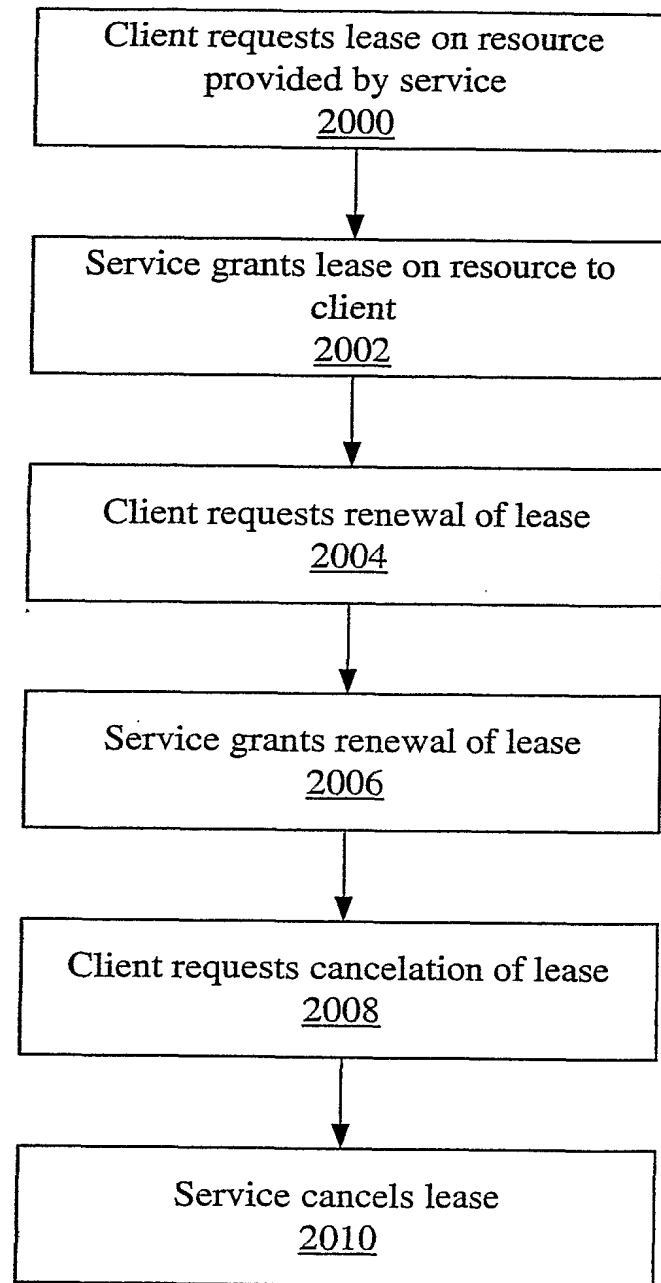 Client requests lease on resource
provided by service
2000
Service grants lease on resource to
client
2002
Client requests renewal of lease
2004
Service grants renewal of lease
2006
Client requests cancelation of lease
2008
Service cancels lease
2010